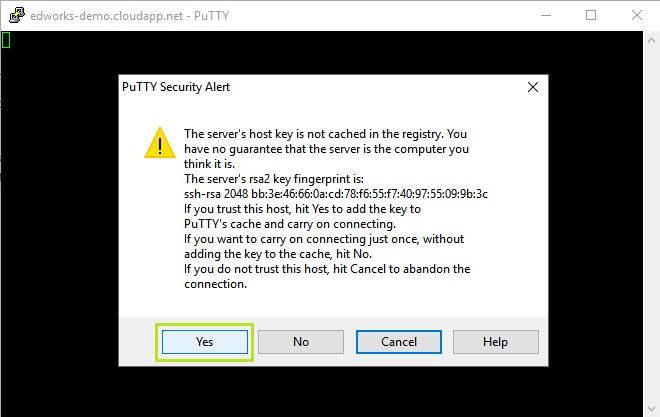 edworks-demo.cloudapp.net - PuTTY
PuTTY Security Alert
The server's host key is not cached in the registry. You
have no guarantee that the server is the computer you
think it is.
The server's rsa2 key fingerprint is:
ssh-rsa 2048 bb:3e:46:66:0a:cd:78:f6:55:f7:40:97:55:09:9b:3c
If you trust this host, hit Yes to add the key to
PuTTY's cache and carry on connecting.
If you want to carry on connecting just once, without
adding the key to the cache, hit No.
If you do not trust this host, hit Cancel to abandon the
connection.
Yes No Cancel Help